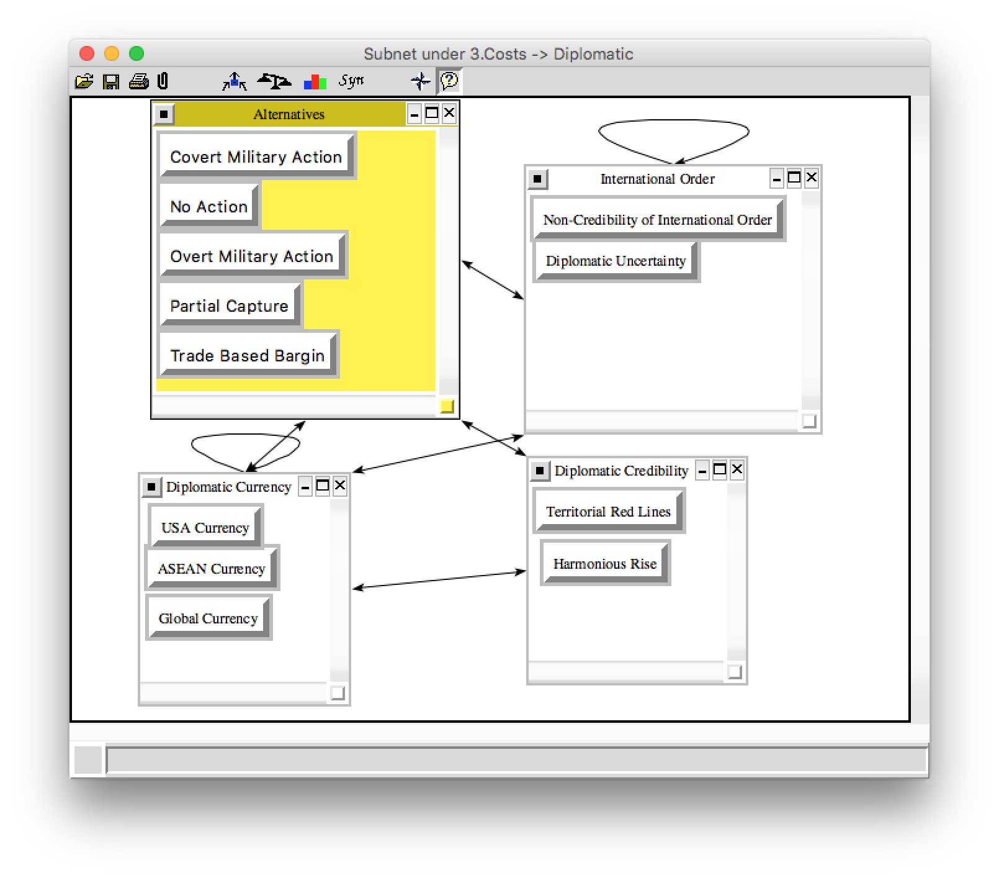 Subnet under 3.Costs -> Diplomatic
Syn
Alternatives
Covert Military Action
No Action
Overt Military Action
Partial Capture
Trade Based Bargin
International Order
Non-Credibility of International Order
Diplomatic Uncertainty
Diplomatic Currency
USA Currency
ASEAN Currency
Global Currency
Diplomatic Credibility
Territorial Red Lines
Harmonious Rise